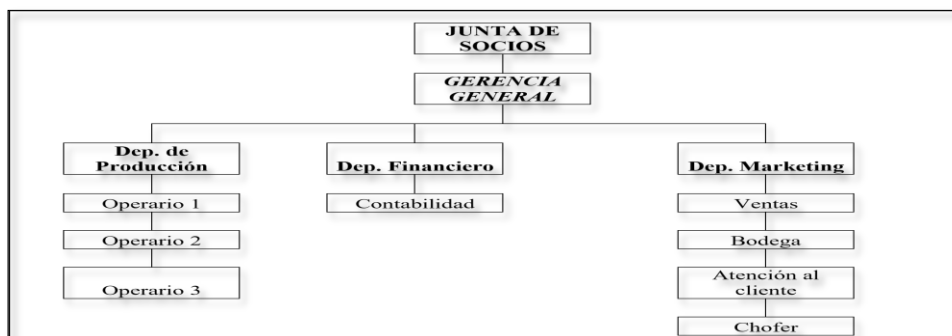 JUNTA DE
SOCIOS
GERENCIA
GENERAL
Dep. de
Producción
Dep. Financiero
Dep. Marketing
Operario 1
Contabilidad
Ventas
Operario 2
Bodega
Operario 3
Atención al
cliente
Chofer